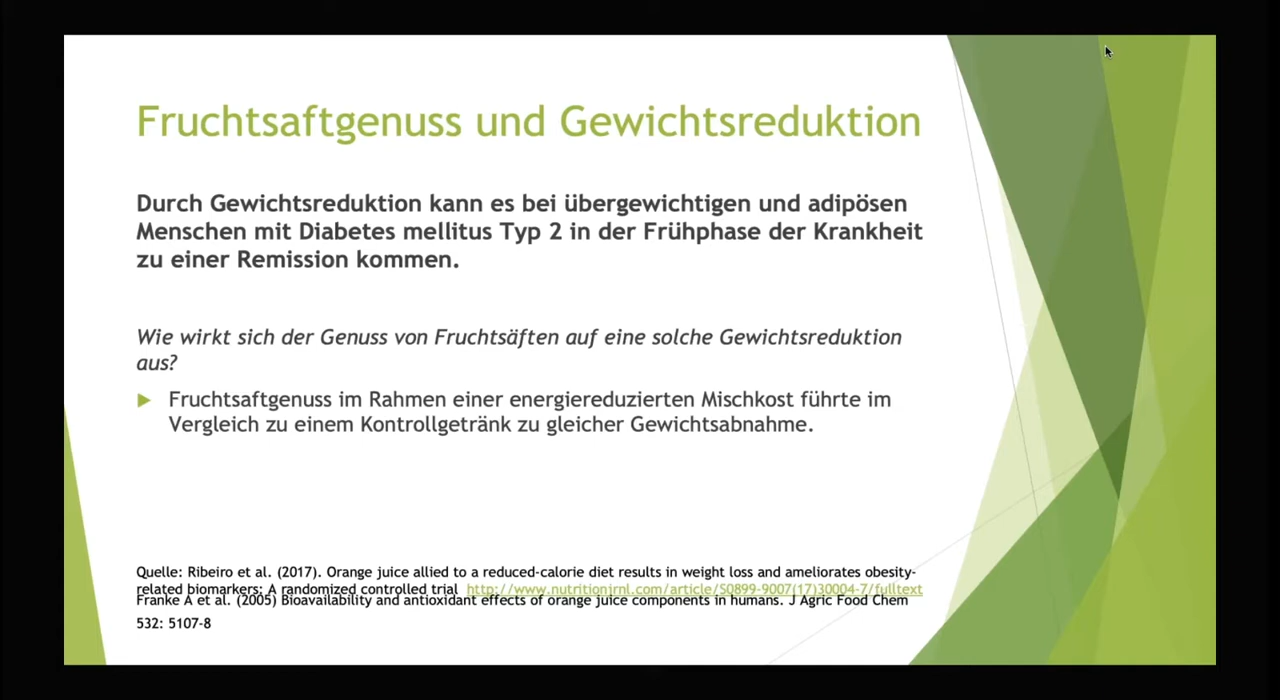 Fruchtsaftgenuss und Gewichtsreduktion
Durch Gewichtsreduktion kann es bei übergewichtigen und adipösen
Menschen mit Diabetes mellitus Typ 2 in der Frühphase der Krankheit
zu einer Remission kommen.
Wie wirkt sich der Genuss von Fruchtsäften auf eine solche Gewichtsreduktion
aus?
Fruchtsaftgenuss im Rahmen einer energiereduzierten Mischkost führte im
Vergleich zu einem Kontrollgetränk zu gleicher Gewichtsabnahme.
Quelle: Ribeiro et al. (2017). Orange juice allied to a reduced-calorie diet results in weight loss and ameliorates obesity-
related biomarkers: A randomized controlled trial http://www.nutritionjrnl.com/article/S0899-9007(17)30004-7/fulltext
Franke A et al. (2005) Bioavailability and antioxidant effects of orange juice components in humans. J Agric Food Chem
532: 5107-8